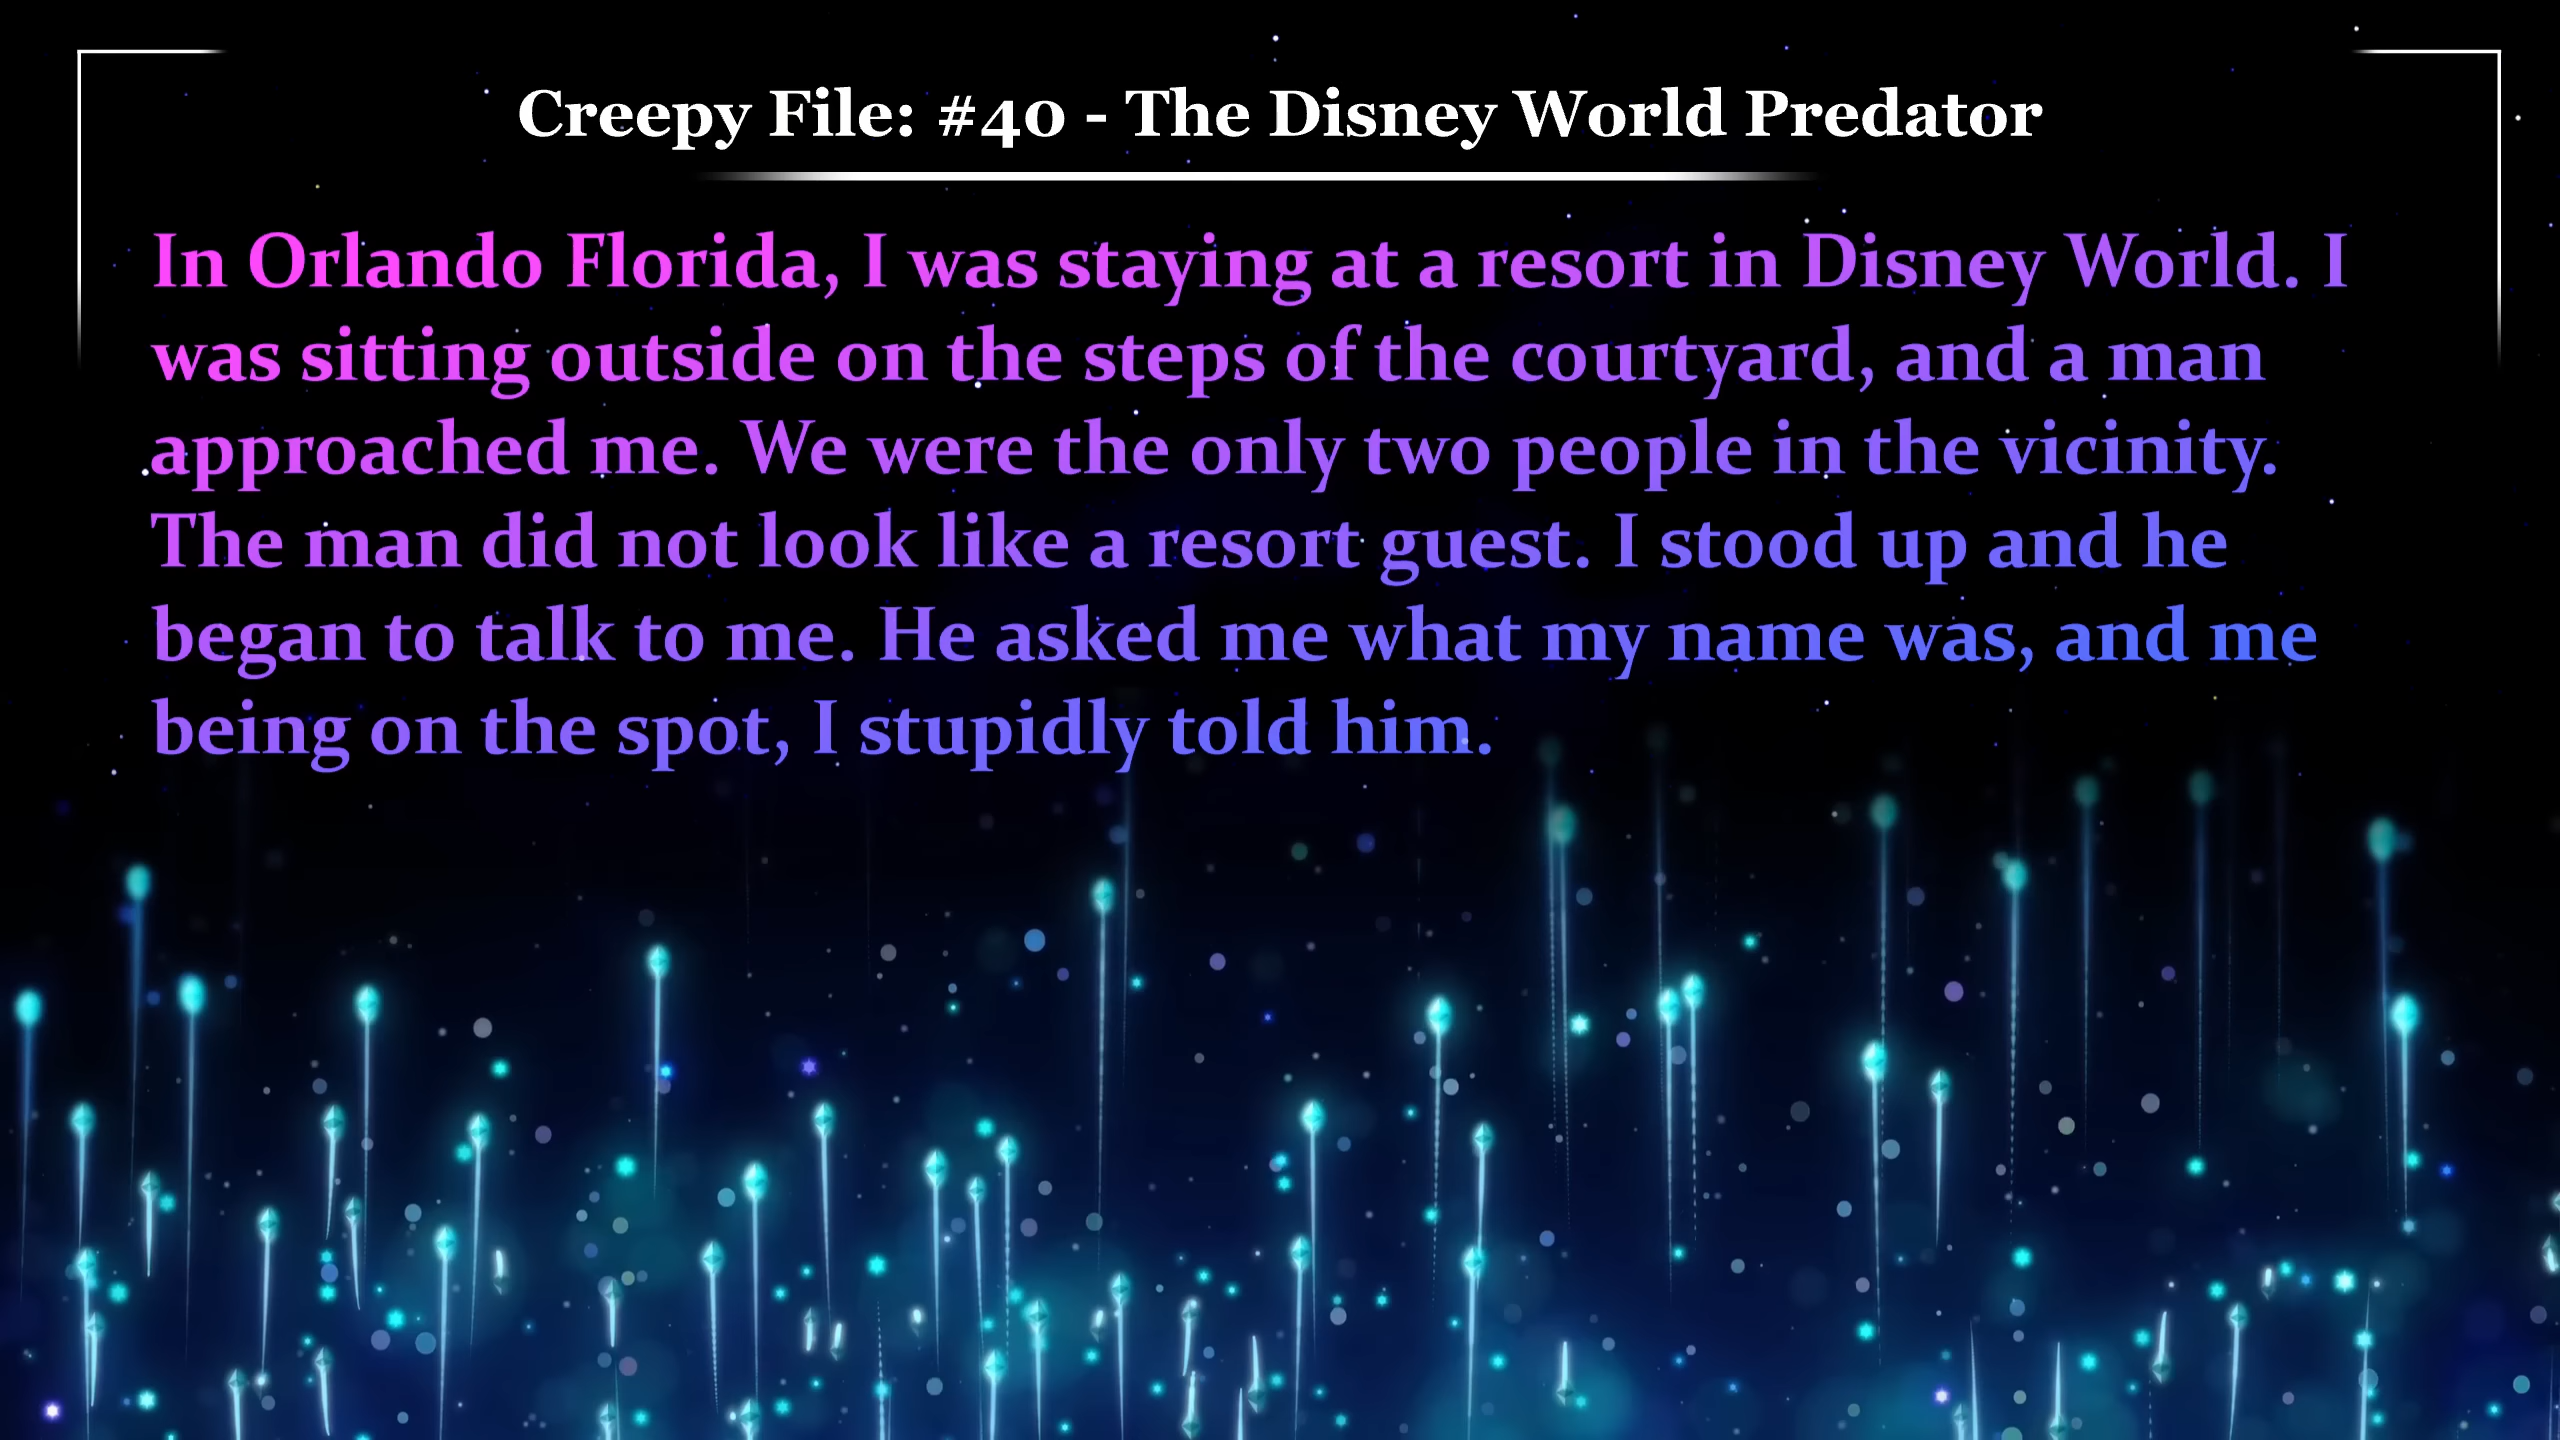 Creepy File: #40 - The Disney World Predator
In Orlando Florida, I was staying at a resort in Disney World. I
was sitting outside on the steps of the courtyard, and a man
approached me. We were the only two people in the vicinity.
The man did not look like a resort guest. I stood up and he
began to talk to me. He asked me what my name was, and me
being on the spot, I stupidly told him.